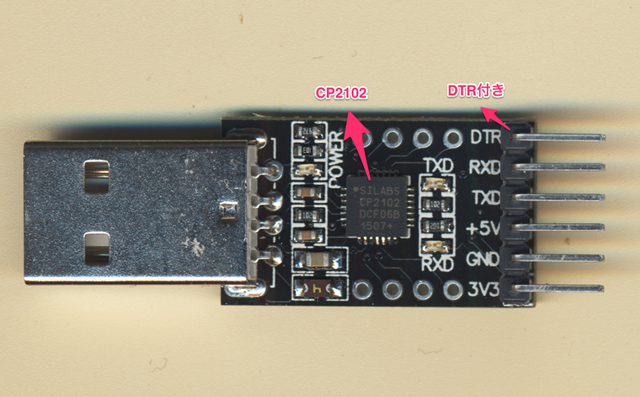 CP2102
DTR付き
POWER
TXD
*SILABS
CP2102
DCF06B
1507+
RXD
DTR
RXD
TXD
+5V
GND
3V3